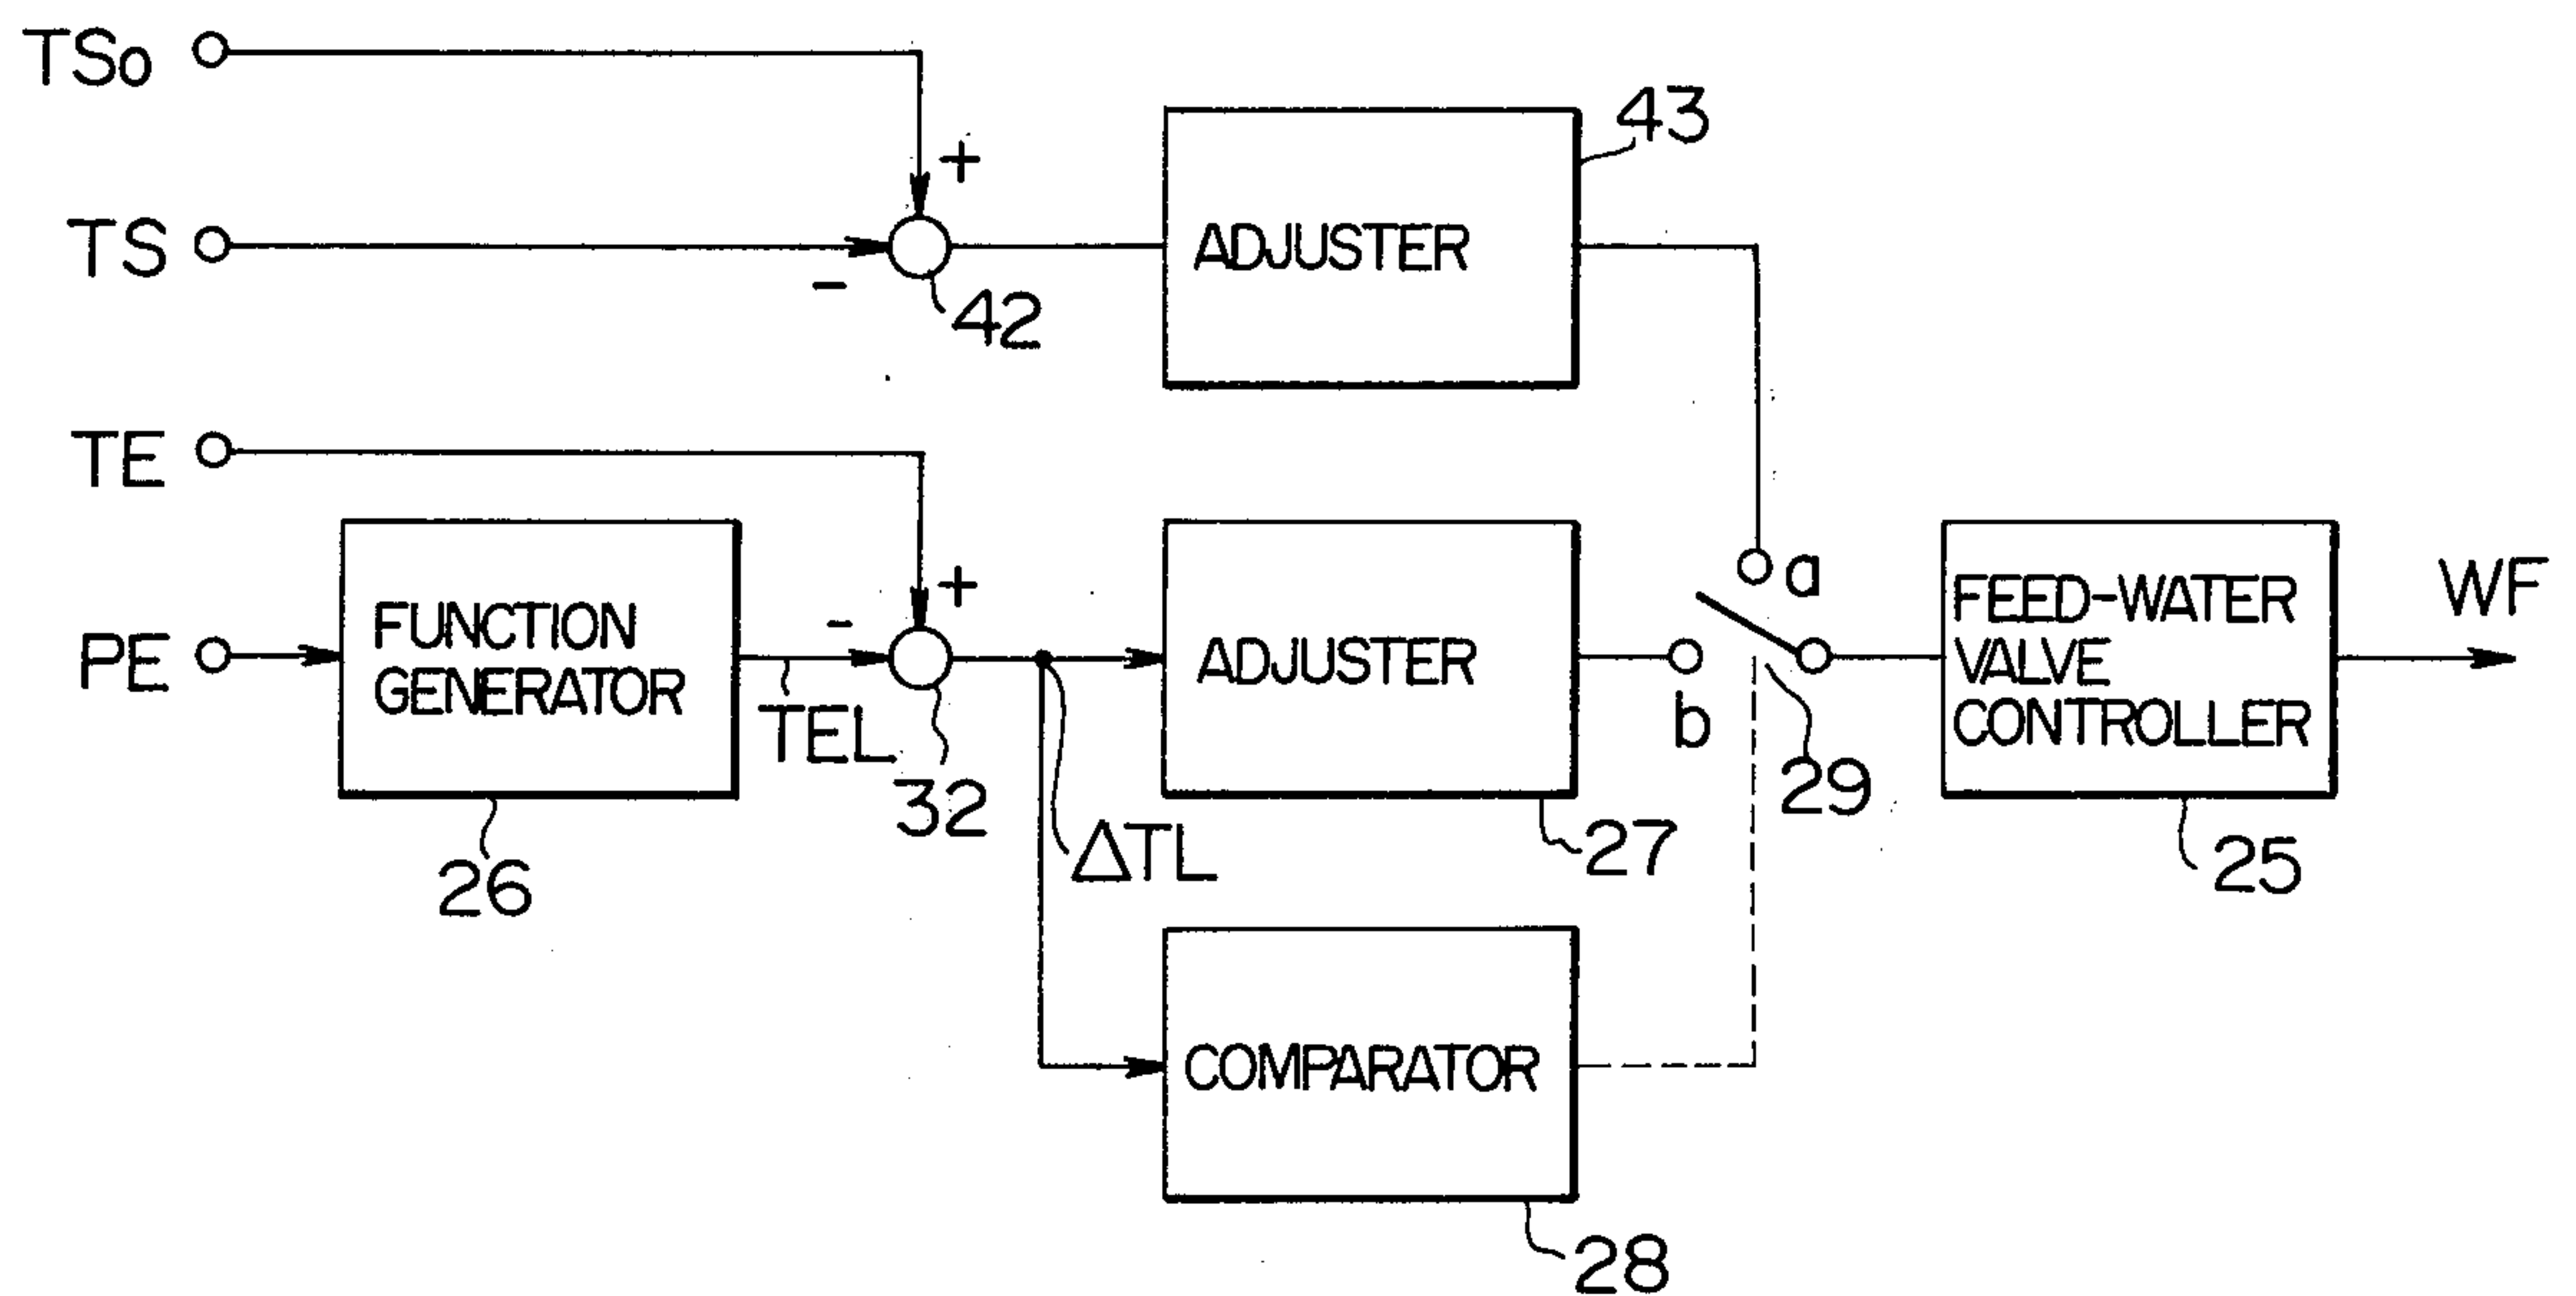 TSo
TS
+
-
42
ADJUSTER
43
TE
PE
FUNCTION
GENERATOR
26
TEL
-
+
32
ΔTL
ADJUSTER
27
COMPARATOR
28
a
b
29
FEED-WATER
VALVE
CONTROLLER
25
WF